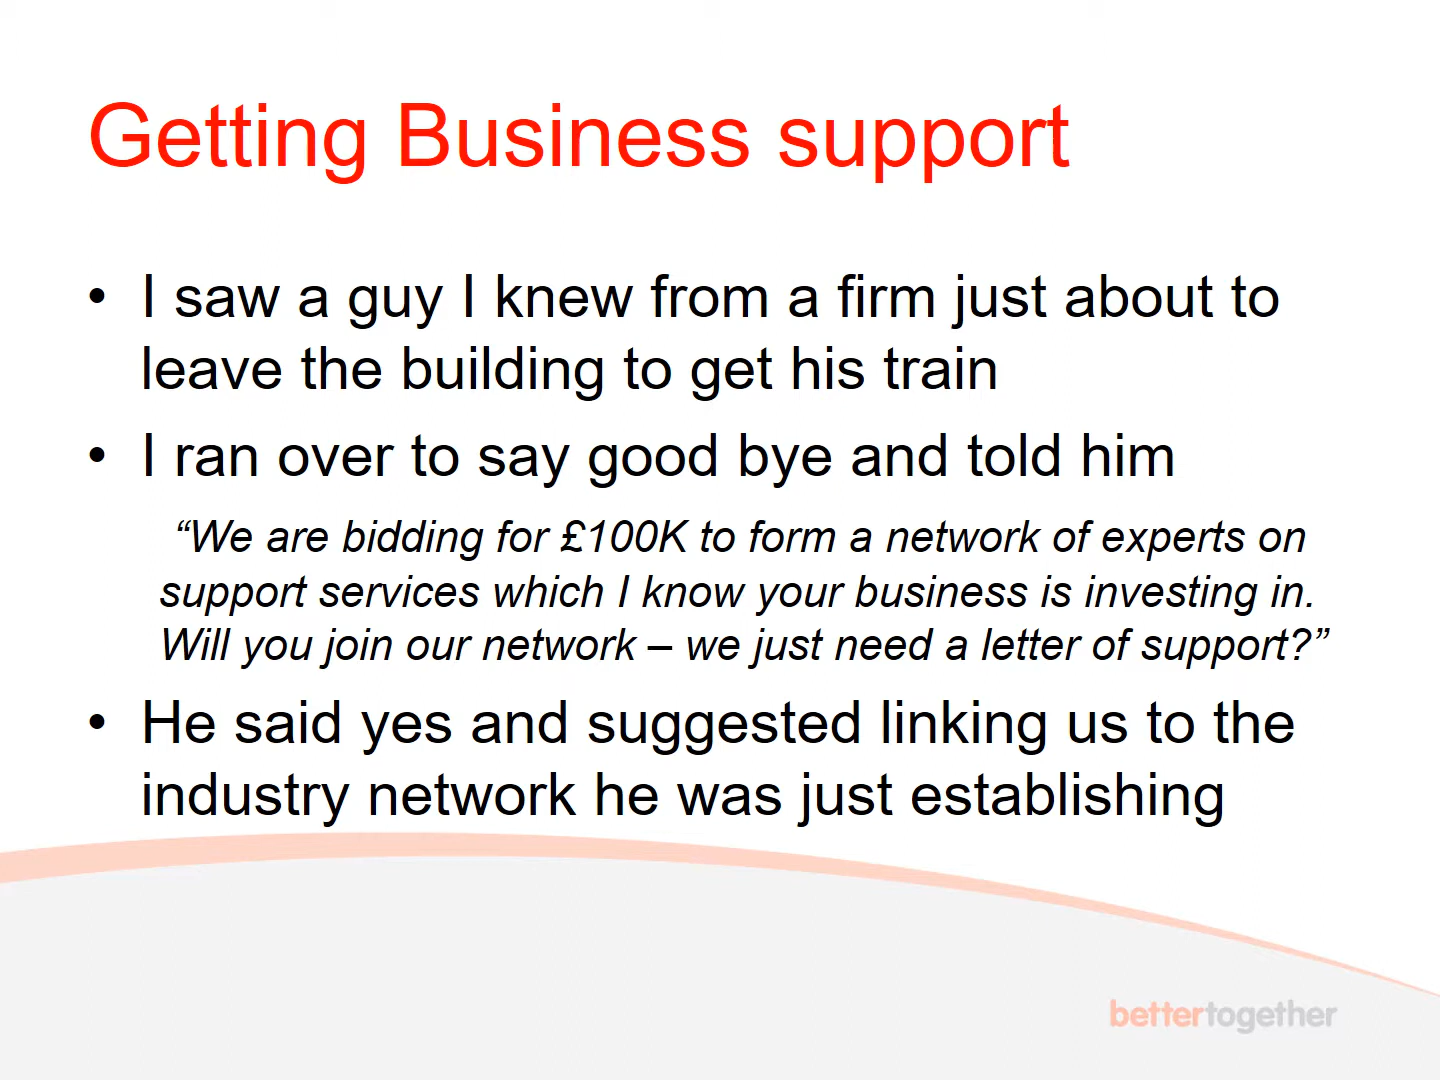 Getting Business support
• I saw a guy I knew from a firm just about to
leave the building to get his train
• I ran over to say good bye and told him
“We are bidding for £100K to form a network of experts on
support services which I know your business is investing in.
Will you join our network – we just need a letter of support?”
• He said yes and suggested linking us to the
industry network he was just establishing
bettertogether